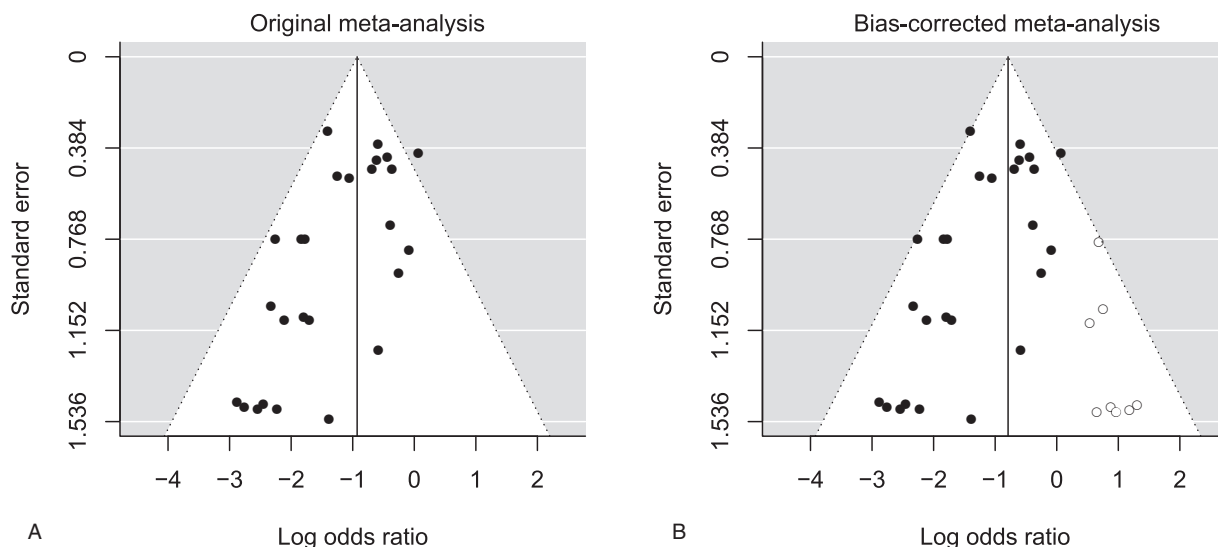 Original meta-analysis
Standard error
0
0.384
0.768
1.152
1.536
−4 −3 −2 −1 0 1 2
Log odds ratio
A
Bias-corrected meta-analysis
Standard error
0
0.384
0.768
1.152
1.536
−4 −3 −2 −1 0 1 2
Log odds ratio
B